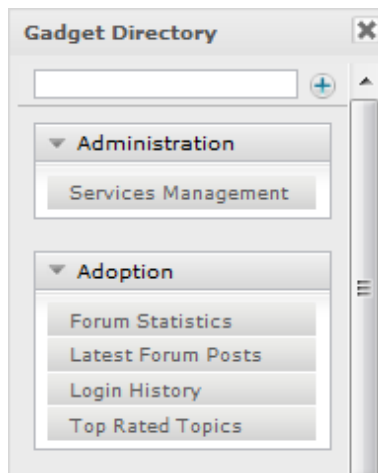 Gadget Directory
Administration
Services Management
Adoption
Forum Statistics
Latest Forum Posts
Login History
Top Rated Topics